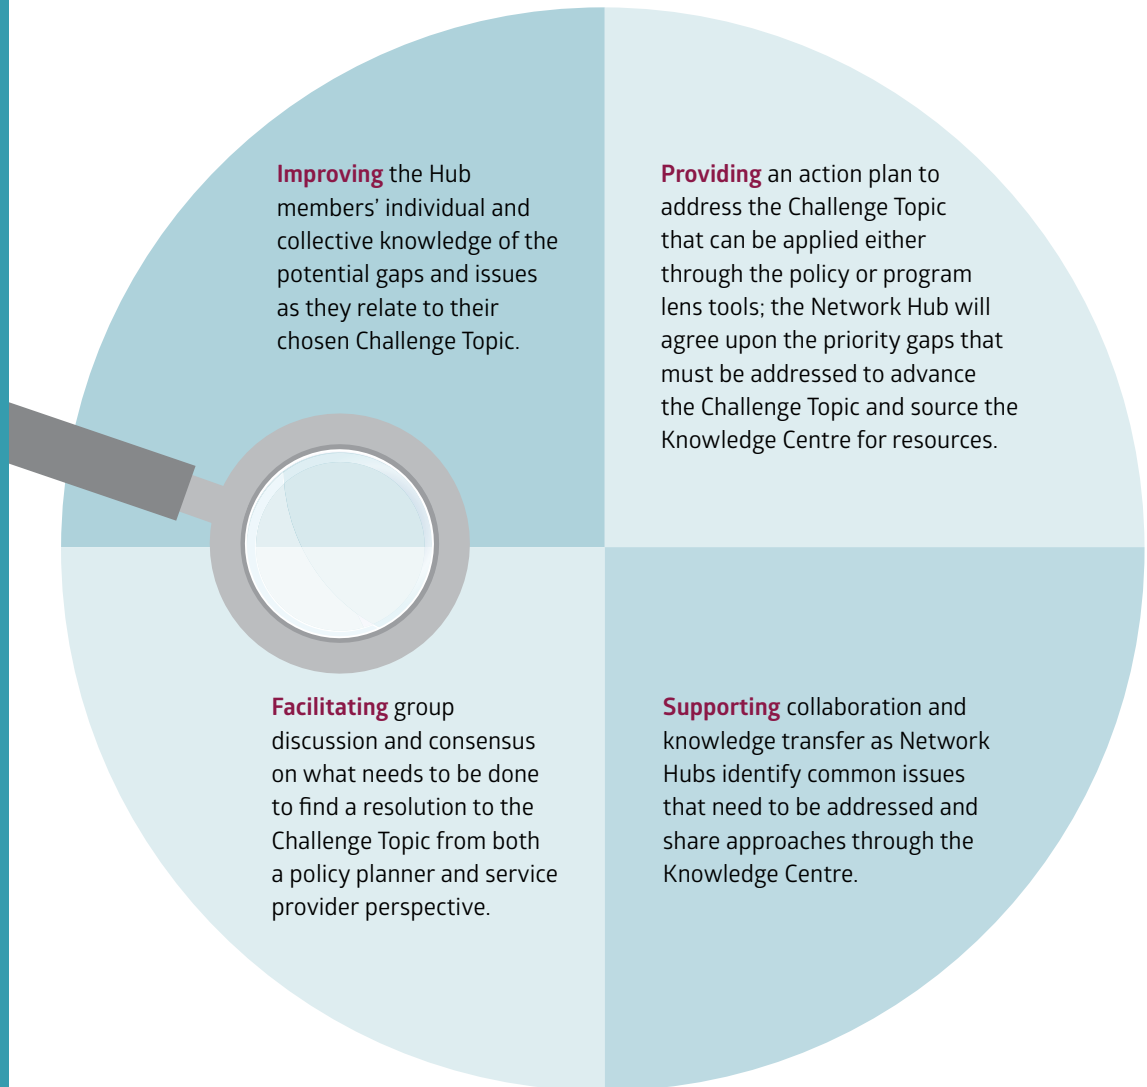 Improving the Hub
members’ individual and
collective knowledge of the
potential gaps and issues
as they relate to their
chosen Challenge Topic.
Providing an action plan to
address the Challenge Topic
that can be applied either
through the policy or program
lens tools; the Network Hub will
agree upon the priority gaps that
must be addressed to advance
the Challenge Topic and source the
Knowledge Centre for resources.
Facilitating group
discussion and consensus
on what needs to be done
to find a resolution to the
Challenge Topic from both
a policy planner and service
provider perspective.
Supporting collaboration and
knowledge transfer as Network
Hubs identify common issues
that need to be addressed and
share approaches through the
Knowledge Centre.